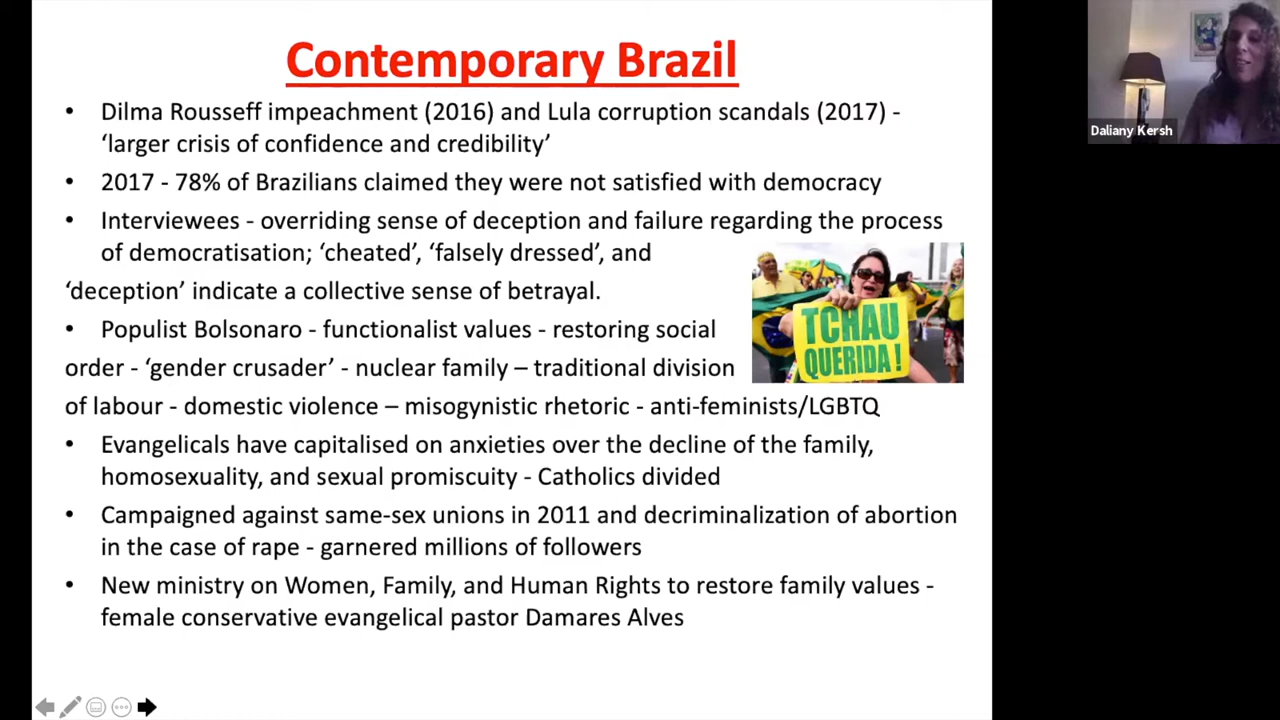 Contemporary Brazil
• Dilma Rousseff impeachment (2016) and Lula corruption scandals (2017) -
‘larger crisis of confidence and credibility’
• 2017 - 78% of Brazilians claimed they were not satisfied with democracy
• Interviewees - overriding sense of deception and failure regarding the process
of democratisation; ‘cheated’, ‘falsely dressed’, and
‘deception’ indicate a collective sense of betrayal.
• Populist Bolsonaro - functionalist values - restoring social
order - ‘gender crusader’ - nuclear family – traditional division
of labour - domestic violence – misogynistic rhetoric - anti-feminists/LGBTQ
• Evangelicals have capitalised on anxieties over the decline of the family,
homosexuality, and sexual promiscuity - Catholics divided
• Campaigned against same-sex unions in 2011 and decriminalization of abortion
in the case of rape - garnered millions of followers
• New ministry on Women, Family, and Human Rights to restore family values -
female conservative evangelical pastor Damares Alves
TCHAU
QUERIDA!
Daliany Kersh